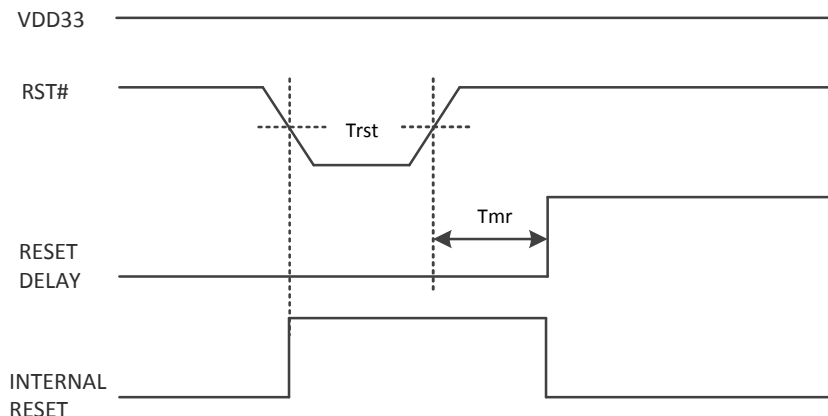 VDD33
RST#
Trst
Tmr
RESET
DELAY
INTERNAL
RESET